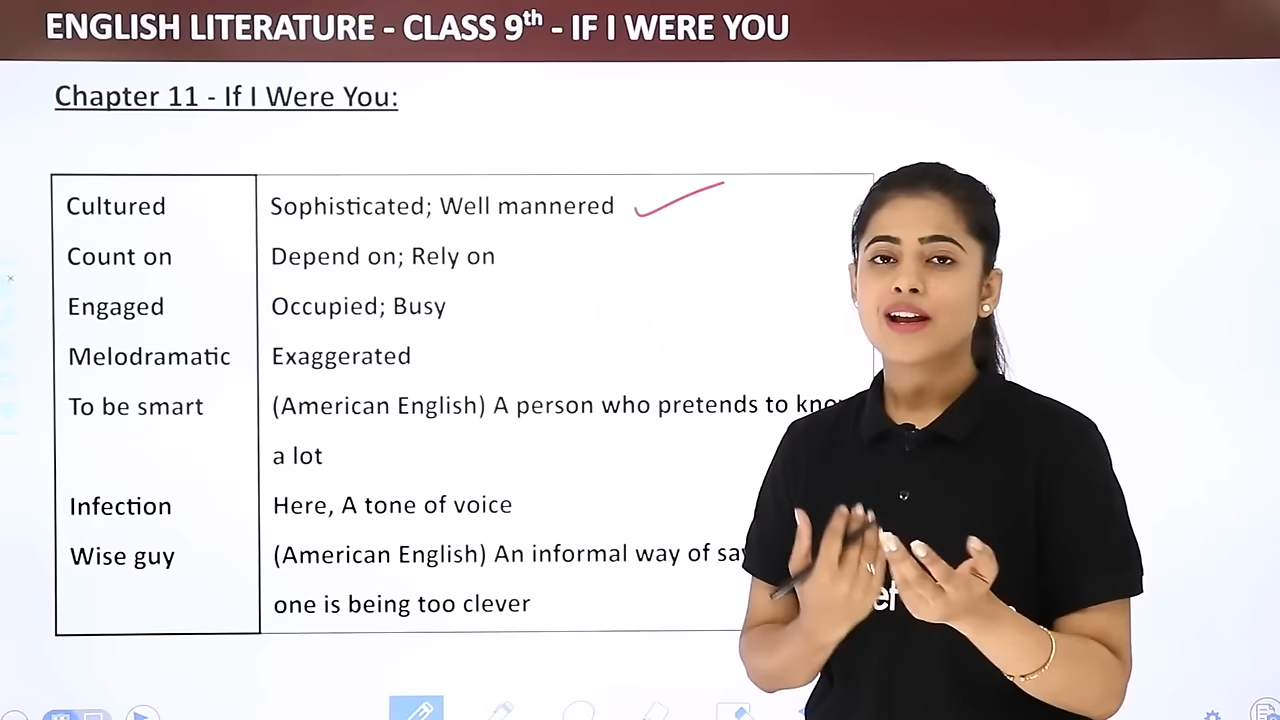 ENGLISH LITERATURE - CLASS 9th - IF I WERE YOU
Chapter 11 - If I Were You:
Cultured Sophisticated; Well mannered
Count on Depend on; Rely on
Engaged Occupied; Busy
Melodramatic Exaggerated
To be smart (American English) A person who pretends to
a lot
Infection Here, A tone of voice
Wise guy (American English) An informal way of
one is being too clever